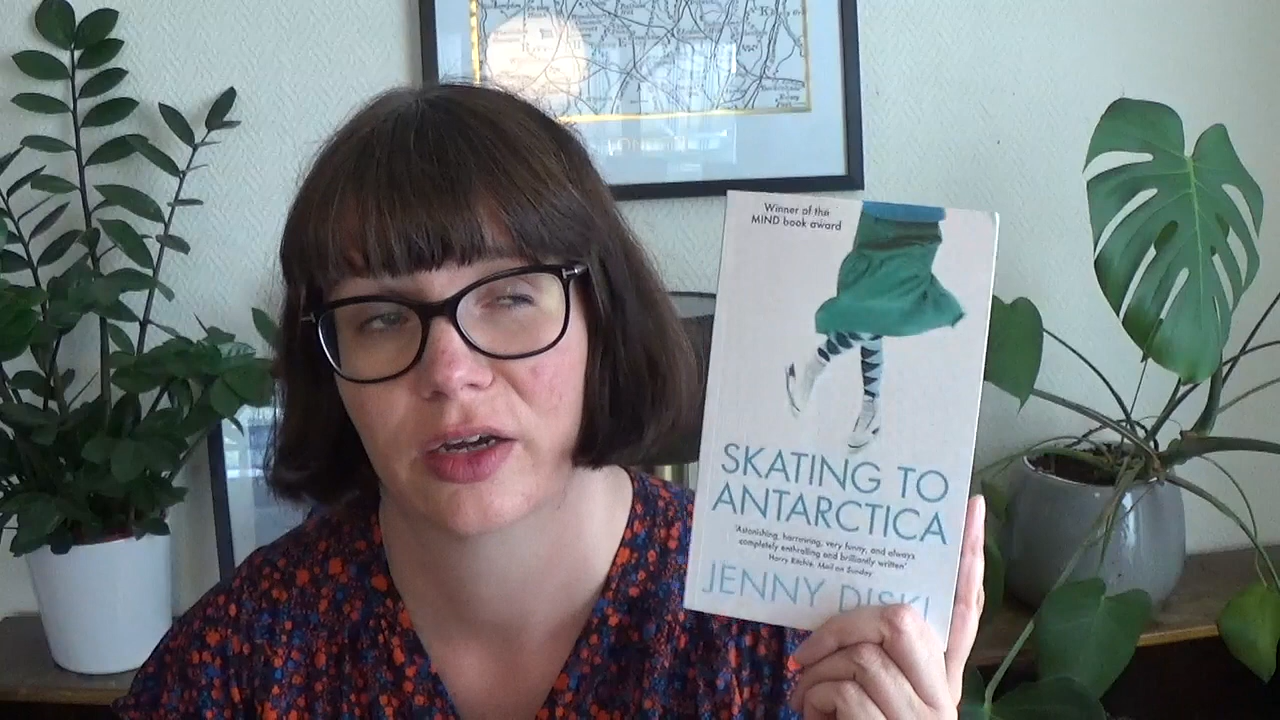 Winner of the
MIND book award
SKATING TO
ANTARCTICA
'Astonishing, harrowing, very funny, and always
completely enthralling and brilliantly written'
Harry Ritchie, Mail on Sunday
JENNY DISKI